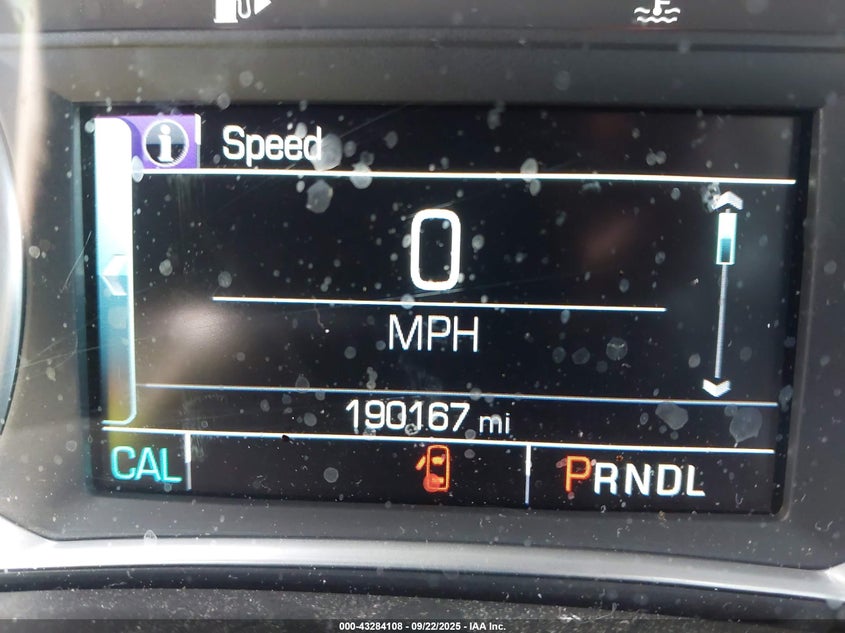 i Speed
0
MPH
190167 mi
CAL PRNDL
000-43284108 - 09/22/2025 - IAA Inc.